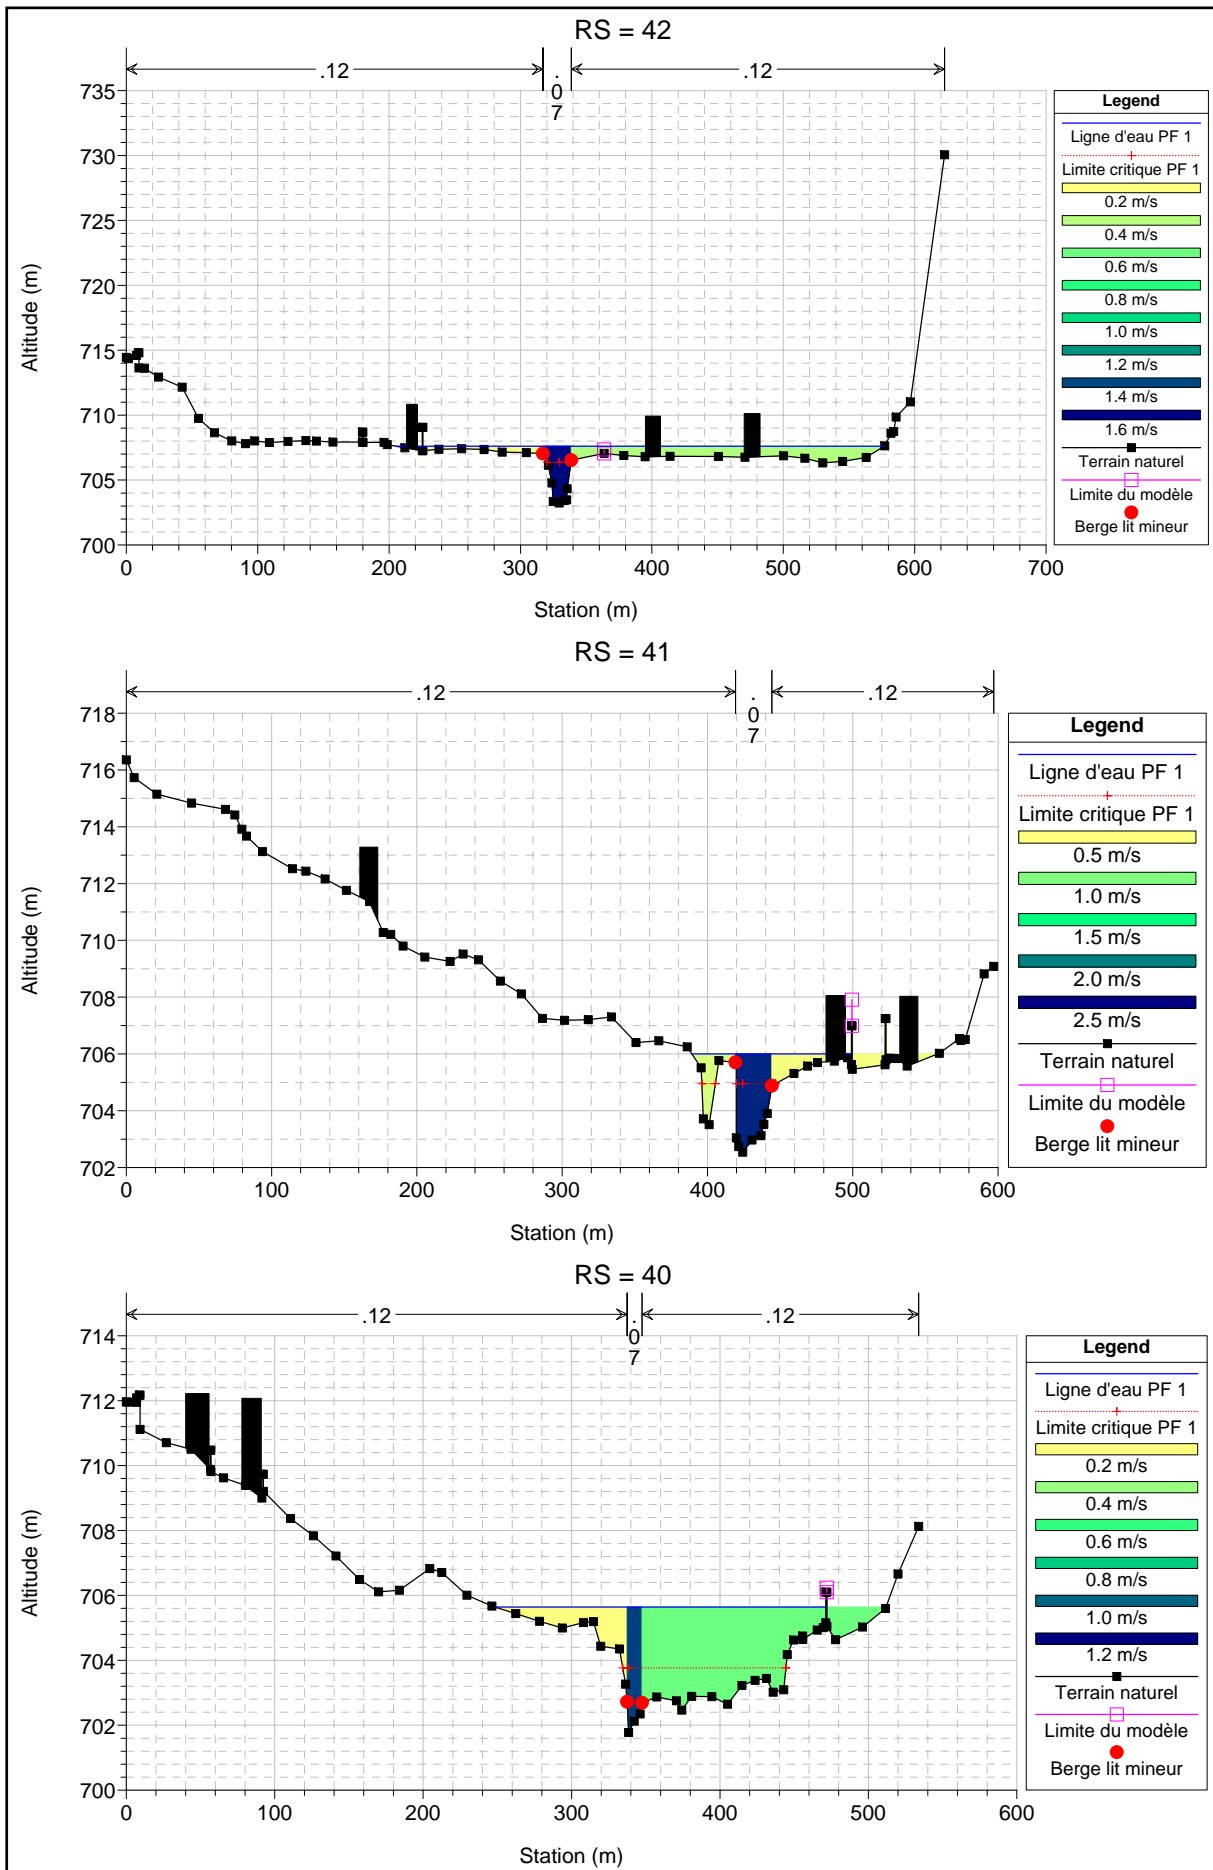 RS = 42
.12
.07
.12
735
730
725
720
715
710
705
700
Altitude (m)
0
100
200
300
400
500
600
700
Station (m)
Legend
Ligne d'eau PF 1
Limite critique PF 1
0.2 m/s
0.4 m/s
0.6 m/s
0.8 m/s
1.0 m/s
1.2 m/s
1.4 m/s
1.6 m/s
Terrain naturel
Limite du modèle
Berge lit mineur
RS = 41
.12
.07
.12
718
716
714
712
710
708
706
704
702
Altitude (m)
0
100
200
300
400
500
600
Station (m)
Legend
Ligne d'eau PF 1
Limite critique PF 1
0.5 m/s
1.0 m/s
1.5 m/s
2.0 m/s
2.5 m/s
Terrain naturel
Limite du modèle
Berge lit mineur
RS = 40
.12
.07
.12
714
712
710
708
706
704
702
700
Altitude (m)
0
100
200
300
400
500
600
Station (m)
Legend
Ligne d'eau PF 1
Limite critique PF 1
0.2 m/s
0.4 m/s
0.6 m/s
0.8 m/s
1.0 m/s
1.2 m/s
Terrain naturel
Limite du modèle
Berge lit mineur